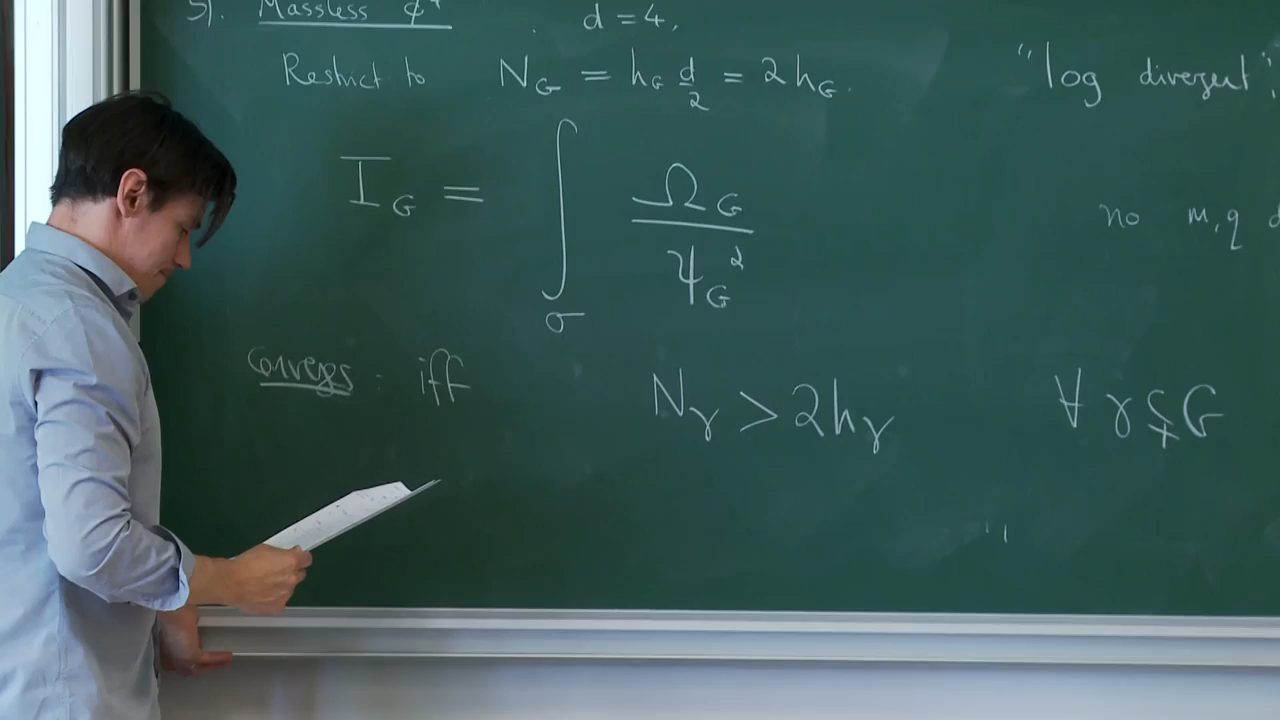 5). Massless φ⁴ d = 4,
Restrict to N_G = h_G d/2 = 2h_G. "log divergent".
I_G = ∫_σ Ω_G / ψ_G² no m,q
Converges : iff N_γ > 2h_γ ∀ γ ⊊ G